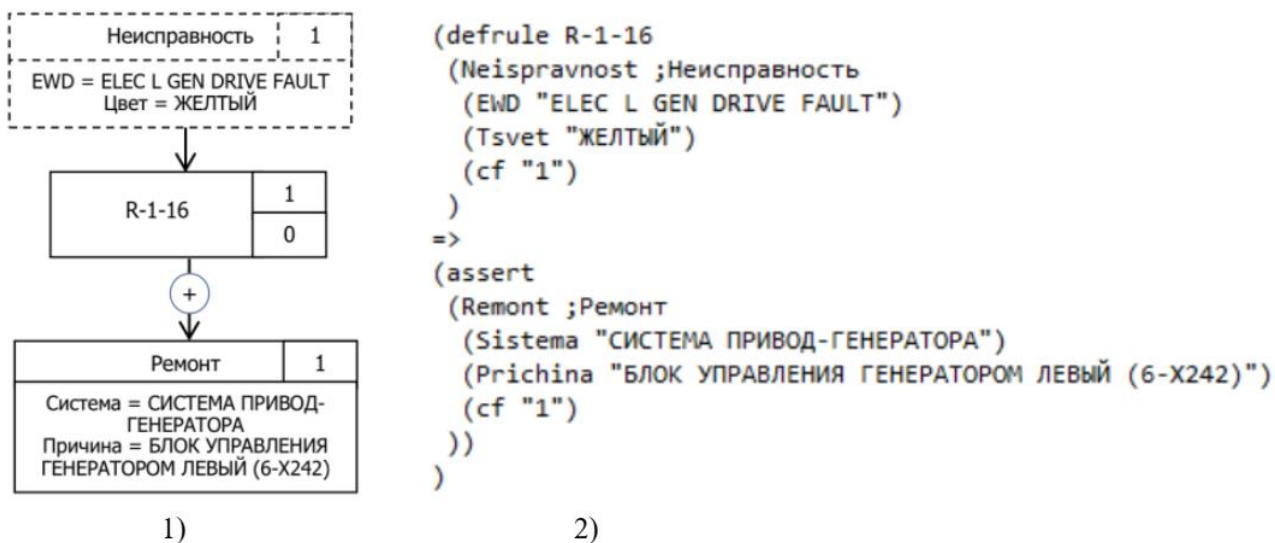 Неисправность 1
EWD = ELEC L GEN DRIVE FAULT
Цвет = ЖЕЛТЫЙ
R-1-16
1
0
+
Ремонт 1
Система = СИСТЕМА ПРИВОД-
ГЕНЕРАТОРА
Причина = БЛОК УПРАВЛЕНИЯ
ГЕНЕРАТОРОМ ЛЕВЫЙ (6-X242)
1)
(defrule R-1-16
(Neispravnost ;Неисправность
(EWD "ELEC L GEN DRIVE FAULT")
(Tsvet "ЖЕЛТЫЙ")
(cf "1")
)
=>
(assert
(Remont ;Ремонт
(Sistema "СИСТЕМА ПРИВОД-ГЕНЕРАТОРА")
(Prichina "БЛОК УПРАВЛЕНИЯ ГЕНЕРАТОРОМ ЛЕВЫЙ (6-X242)")
(cf "1")
))
)
2)